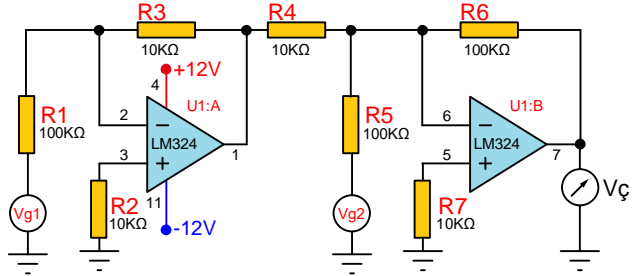 R3
10KΩ
R4
10KΩ
R6
100KΩ
+12V
4
U1:A
U1:B
R1
100KΩ
2
LM324
3
1
11
R5
100KΩ
6
LM324
5
7
Vg1
R2
10KΩ
-12V
Vg2
R7
10KΩ
Vç